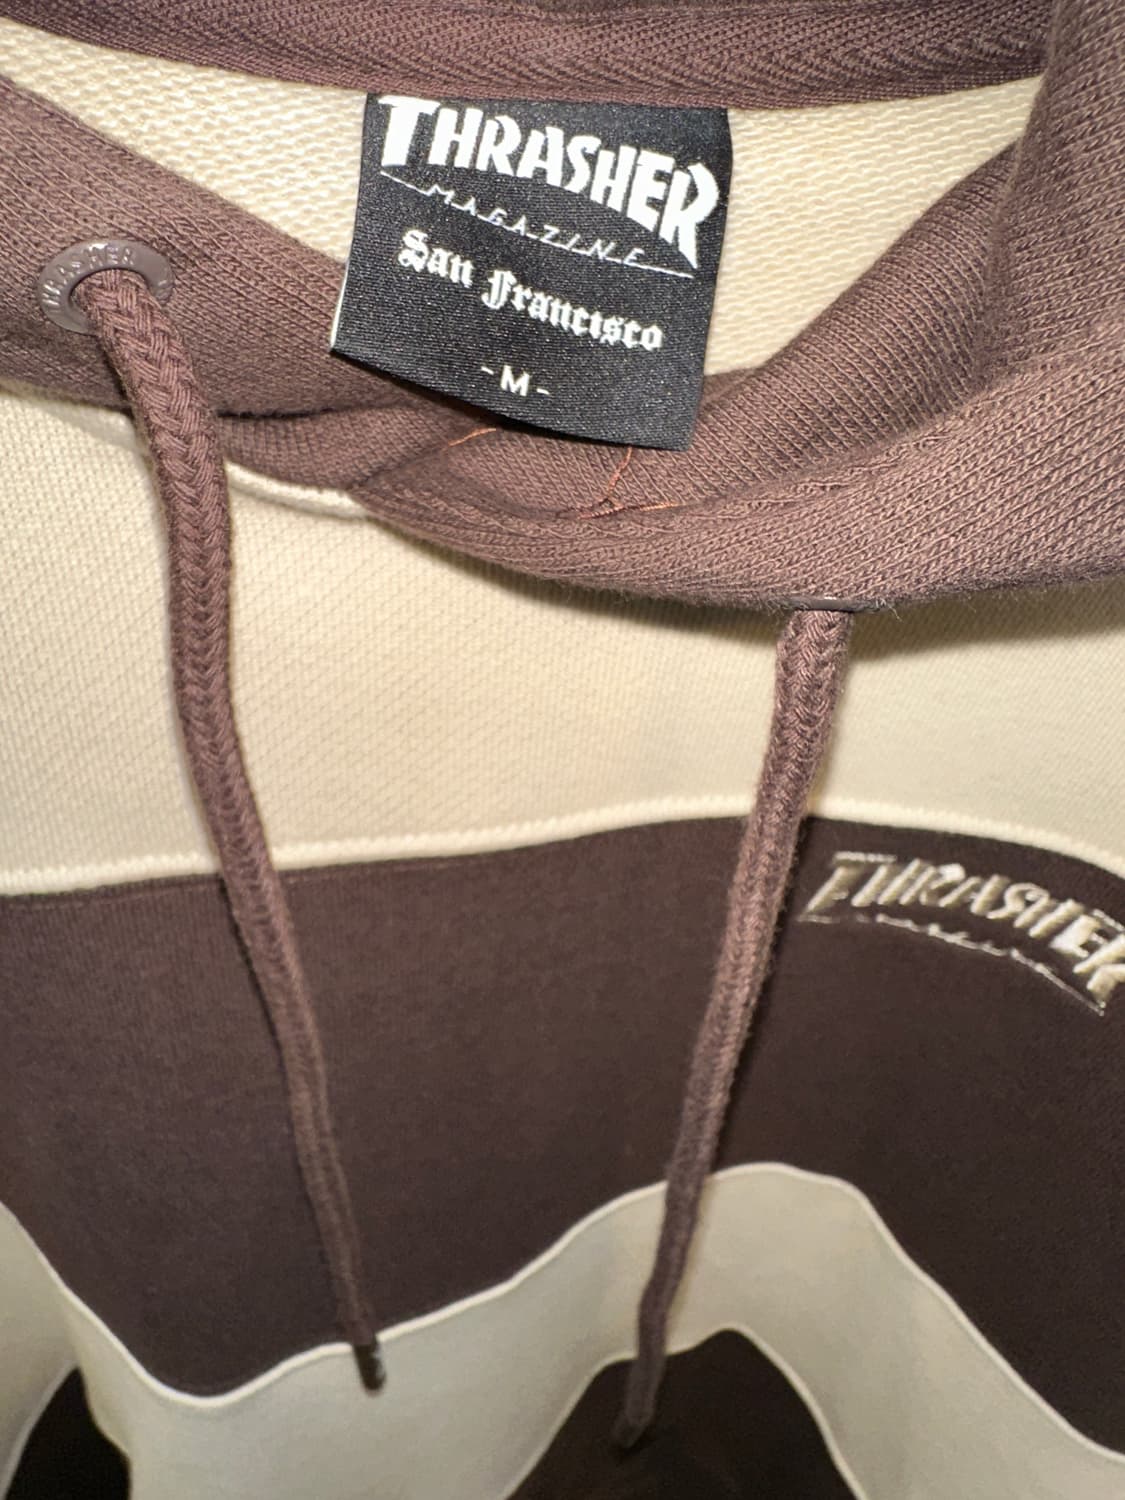 THRASHER
MAGAZINE
San Francisco
- M -
THRASHER
THRASHER